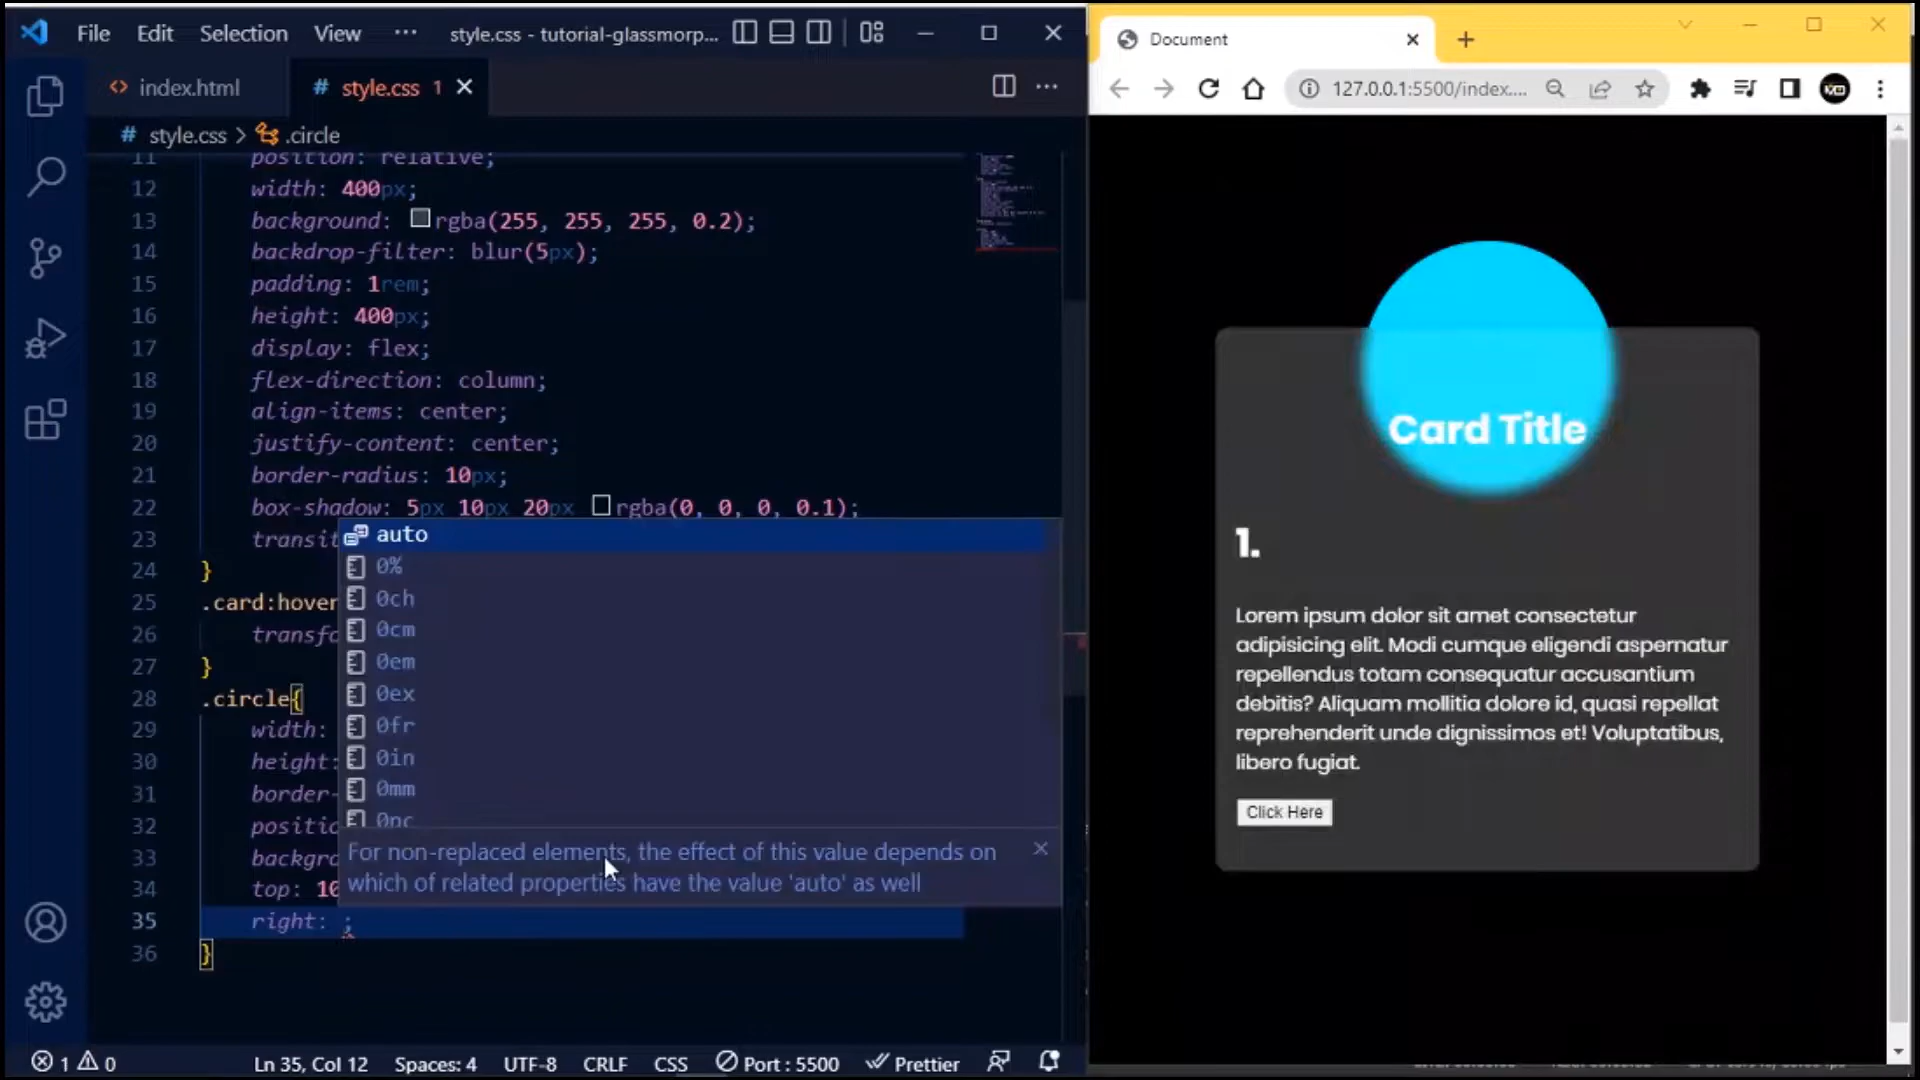 File Edit Selection View ··· style.css - tutorial-glassmorp...
index.html
# style.css 1
# style.css > .circle
11 position: relative;
12 width: 400px;
13 background: rgba(255, 255, 255, 0.2);
14 backdrop-filter: blur(5px);
15 padding: 1rem;
16 height: 400px;
17 display: flex;
18 flex-direction: column;
19 align-items: center;
20 justify-content: center;
21 border-radius: 10px;
22 box-shadow: 5px 10px 20px rgba(0, 0, 0, 0.1);
23 transit
24 }
25 .card:hover
26 transfo
27 }
28 .circle{
29 width:
30 height:
31 border-
32 positio
33 backgro
34 top: 10
35 right: ;
36 }
auto
0%
0ch
0cm
0em
0ex
0fr
0in
0mm
0pc
For non-replaced elements, the effect of this value depends on
which of related properties have the value 'auto' as well
1 0 Ln 35, Col 12 Spaces: 4 UTF-8 CRLF CSS Port : 5500 Prettier
Document
127.0.0.1:5500/index....
Card Title
1.
Lorem ipsum dolor sit amet consectetur
adipisicing elit. Modi cumque eligendi aspernatur
repellendus totam consequatur accusantium
debitis? Aliquam mollitia dolore id, quasi repellat
reprehenderit unde dignissimos et! Voluptatibus,
libero fugiat.
Click Here